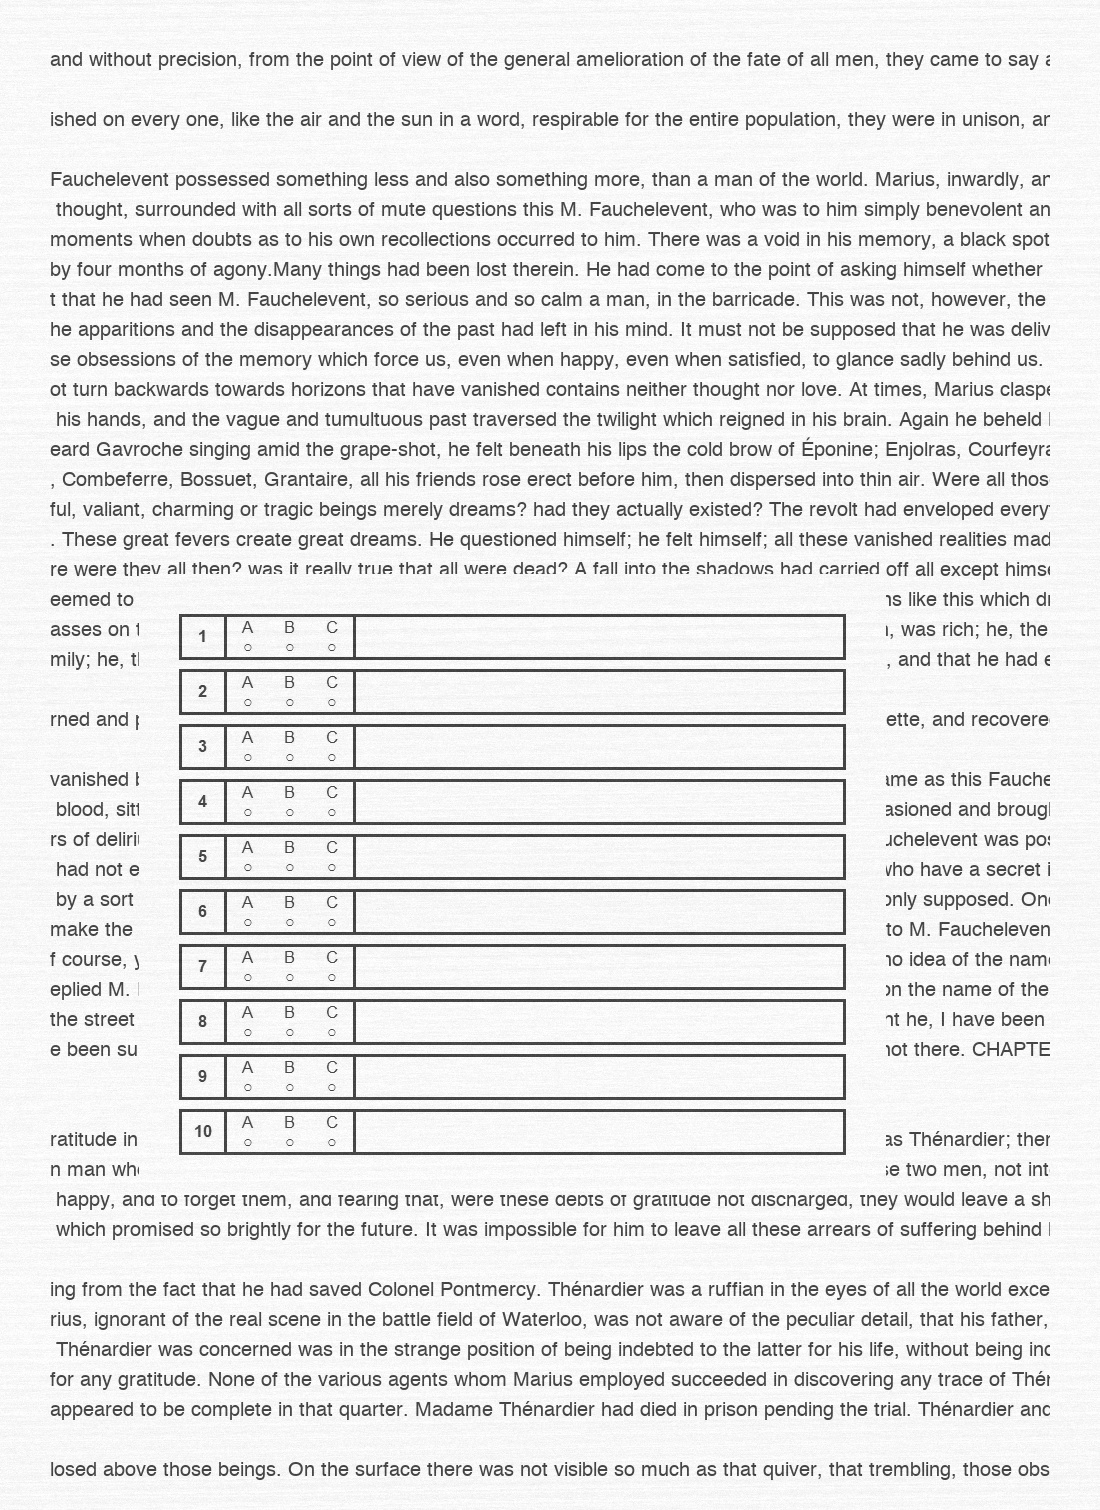 and without precision, from the point of view of the general amelioration of the fate of all men, they came to say
ished on every one, like the air and the sun in a word, respirable for the entire population, they were in unison,
Fauchelevent possessed something less and also something more, than a man of the world. Marius, inwardly,
thought, surrounded with all sorts of mute questions this M. Fauchelevent, who was to him simply benevolent
moments when doubts as to his own recollections occurred to him. There was a void in his memory, a black spot
by four months of agony.Many things had been lost therein. He had come to the point of asking himself whether
t that he had seen M. Fauchelevent, so serious and so calm a man, in the barricade. This was not, however, the
he apparitions and the disappearances of the past had left in his mind. It must not be supposed that he was deliv
se obsessions of the memory which force us, even when happy, even when satisfied, to glance sadly behind us.
ot turn backwards towards horizons that have vanished contains neither thought nor love. At times, Marius claspe
his hands, and the vague and tumultuous past traversed the twilight which reigned in his brain. Again he beheld
eard Gavroche singing amid the grape-shot, he felt beneath his lips the cold brow of Éponine; Enjolras, Courfeyra
, Combeferre, Bossuet, Grantaire, all his friends rose erect before him, then dispersed into thin air. Were all thos
ful, valiant, charming or tragic beings merely dreams? had they actually existed? The revolt had enveloped every
. These great fevers create great dreams. He questioned himself; he felt himself; all these vanished realities mad
re were they all then? was it really true that all were dead? A fall into the shadows had carried off all except himse
eemed to ns like this which
asses on , was rich; he, the
mily; he, , and that he had
rned and ette, and recovere
vanished ame as this Fauche
blood, sitt asioned and brough
rs of deliri uchelevent was pos
had not e who have a secret
by a sort only supposed. One
make the to M. Faucheleven
f course, no idea of the name
eplied M. on the name of the
the street nt he, I have been
e been su not there. CHAPTE
ratitude in as Thénardier; ther
n man who se two men, not int
happy, and to forget them, and fearing that, were these debts of gratitude not discharged, they would leave a sh
which promised so brightly for the future. It was impossible for him to leave all these arrears of suffering behind
ing from the fact that he had saved Colonel Pontmercy. Thénardier was a ruffian in the eyes of all the world exce
rius, ignorant of the real scene in the battle field of Waterloo, was not aware of the peculiar detail, that his father,
Thénardier was concerned was in the strange position of being indebted to the latter for his life, without being
for any gratitude. None of the various agents whom Marius employed succeeded in discovering any trace of
appeared to be complete in that quarter. Madame Thénardier had died in prison pending the trial. Thénardier and
losed above those beings. On the surface there was not visible so much as that quiver, that trembling, those obs
1 A B C
2 A B C
3 A B C
4 A B C
5 A B C
6 A B C
7 A B C
8 A B C
9 A B C
10 A B C